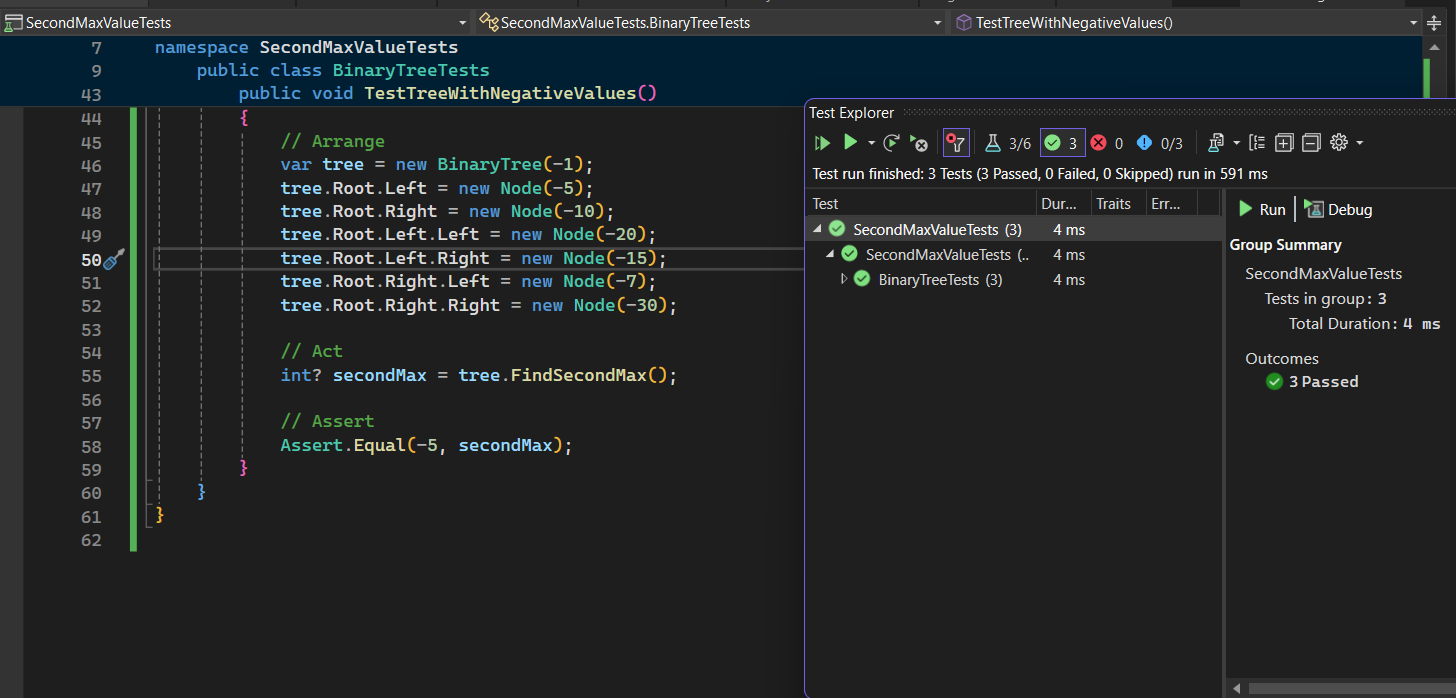 SecondMaxValueTests
SecondMaxValueTests.BinaryTreeTests
TestTreeWithNegativeValues()
7 namespace SecondMaxValueTests
9 public class BinaryTreeTests
43 public void TestTreeWithNegativeValues()
44 {
45 // Arrange
46 var tree = new BinaryTree(-1);
47 tree.Root.Left = new Node(-5);
48 tree.Root.Right = new Node(-10);
49 tree.Root.Left.Left = new Node(-20);
50 tree.Root.Left.Right = new Node(-15);
51 tree.Root.Right.Left = new Node(-7);
52 tree.Root.Right.Right = new Node(-30);
53
54 // Act
55 int? secondMax = tree.FindSecondMax();
56
57 // Assert
58 Assert.Equal(-5, secondMax);
59 }
60 }
61 }
62
Test Explorer
3/6 3 0 0/3
Test run finished: 3 Tests (3 Passed, 0 Failed, 0 Skipped) run in 591 ms
Test Dur... Traits Err...
SecondMaxValueTests (3) 4 ms
SecondMaxValueTests (.. 4 ms
BinaryTreeTests (3) 4 ms
Run Debug
Group Summary
SecondMaxValueTests
Tests in group: 3
Total Duration: 4 ms
Outcomes
3 Passed